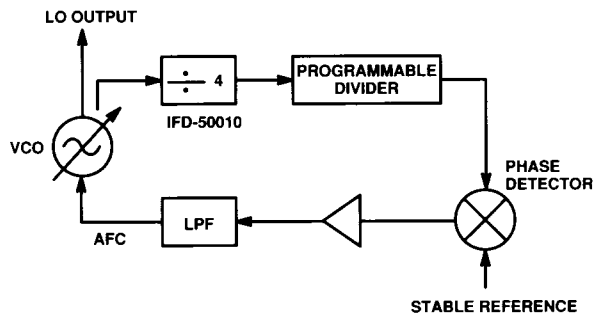 LO OUTPUT
÷ 4
PROGRAMMABLE
DIVIDER
IFD-50010
VCO
PHASE
DETECTOR
LPF
AFC
STABLE REFERENCE